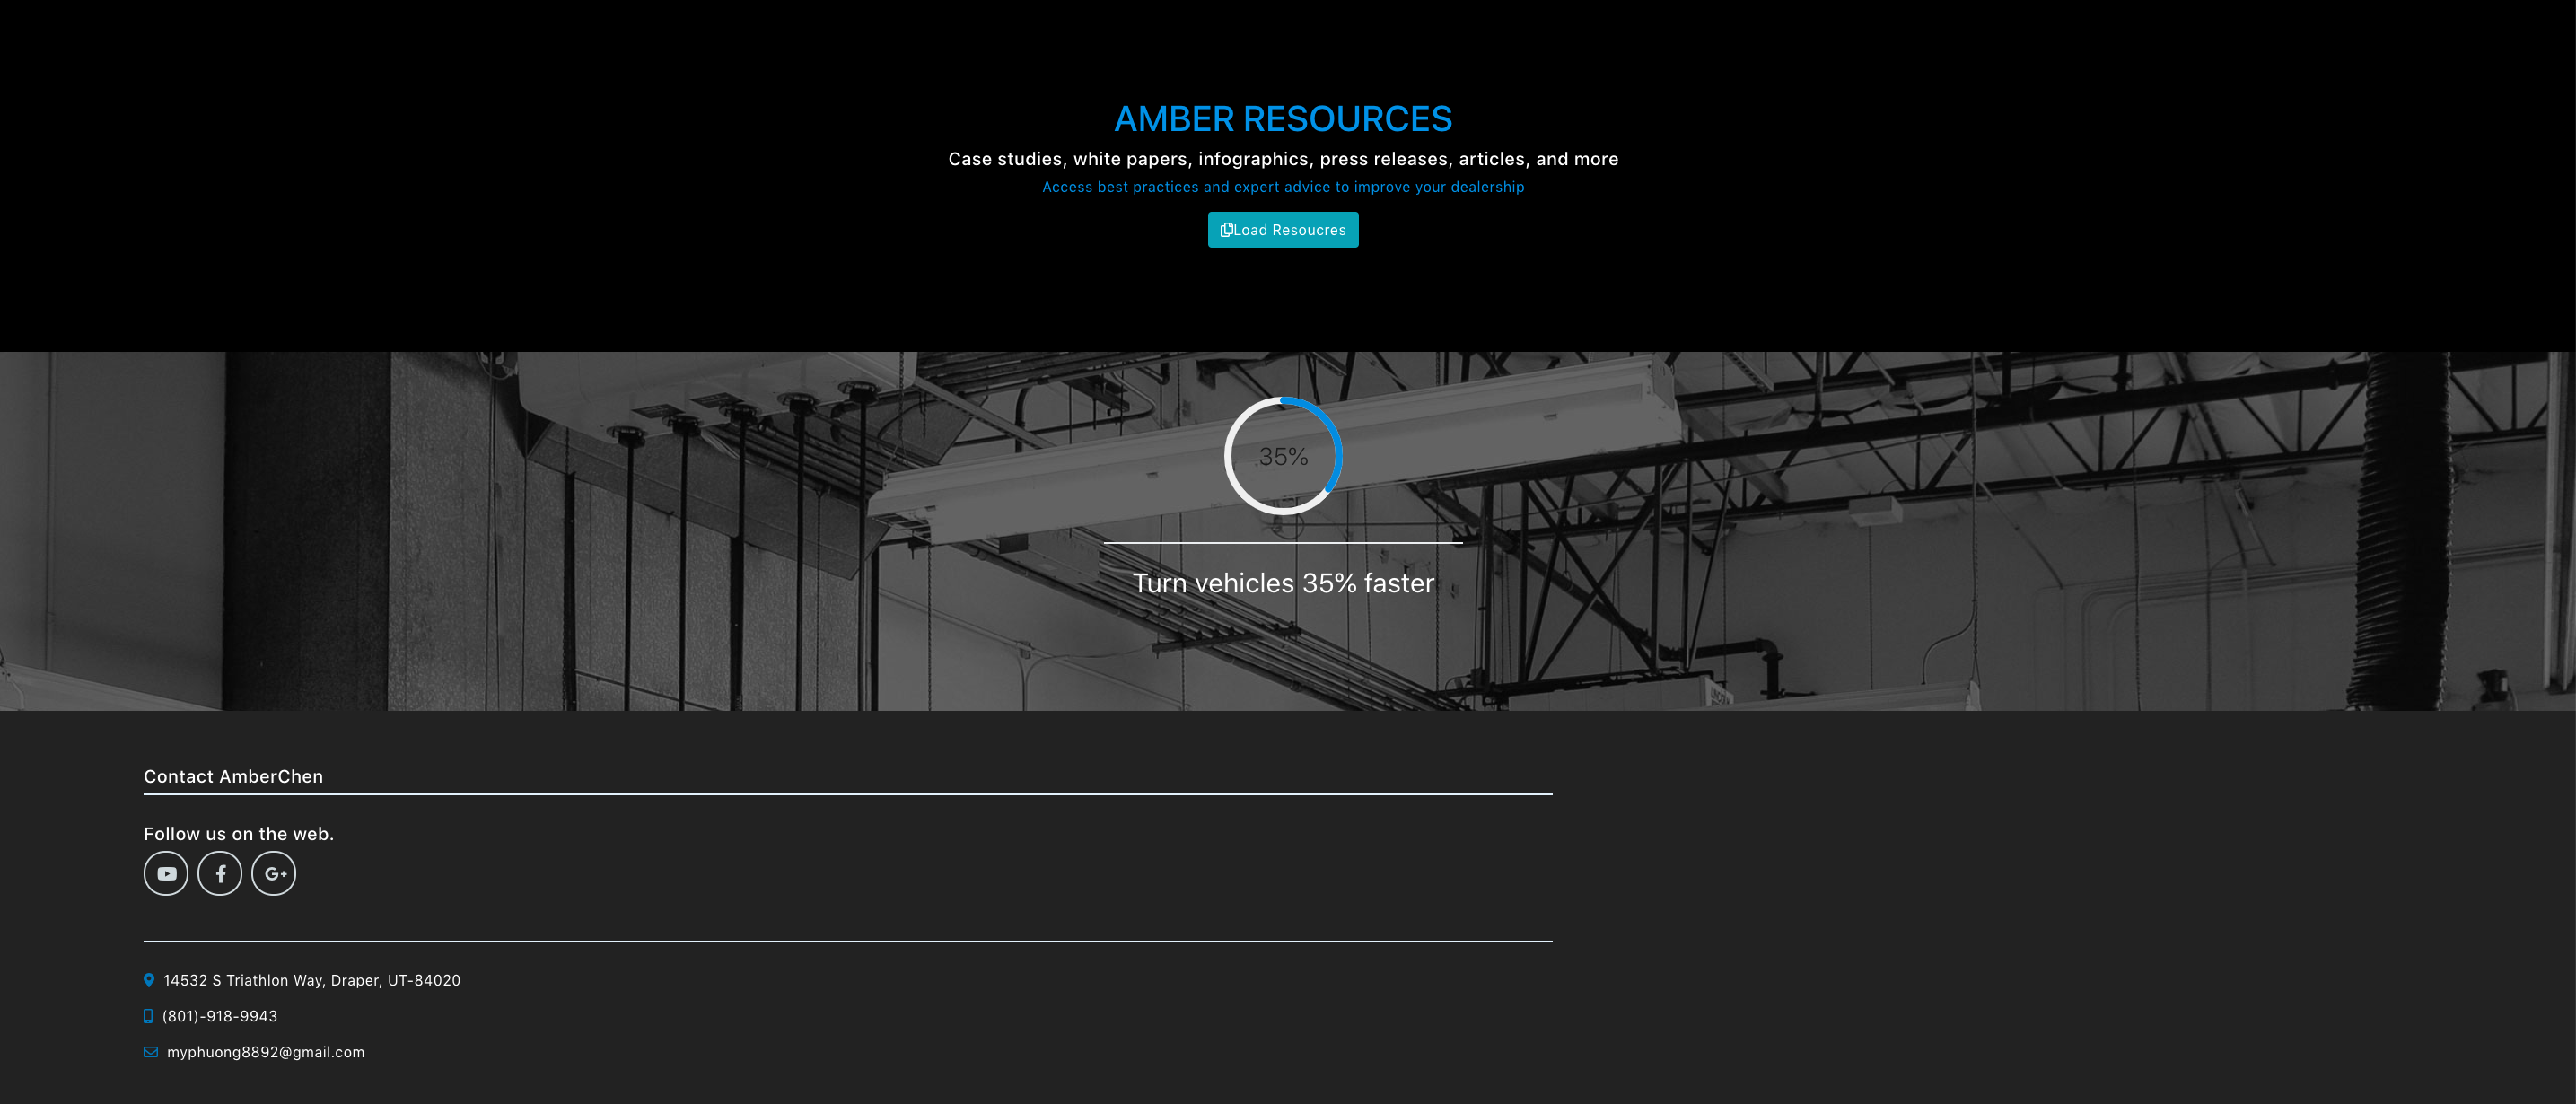 AMBER RESOURCES
Case studies, white papers, infographics, press releases, articles, and more
Access best practices and expert advice to improve your dealership
Load Resoucres
.35%
Turn vehicles 35% faster
Contact AmberChen
Follow us on the web.
14532 S Triathlon Way, Draper, UT-84020
(801)-918-9943
myphuong8892@gmail.com